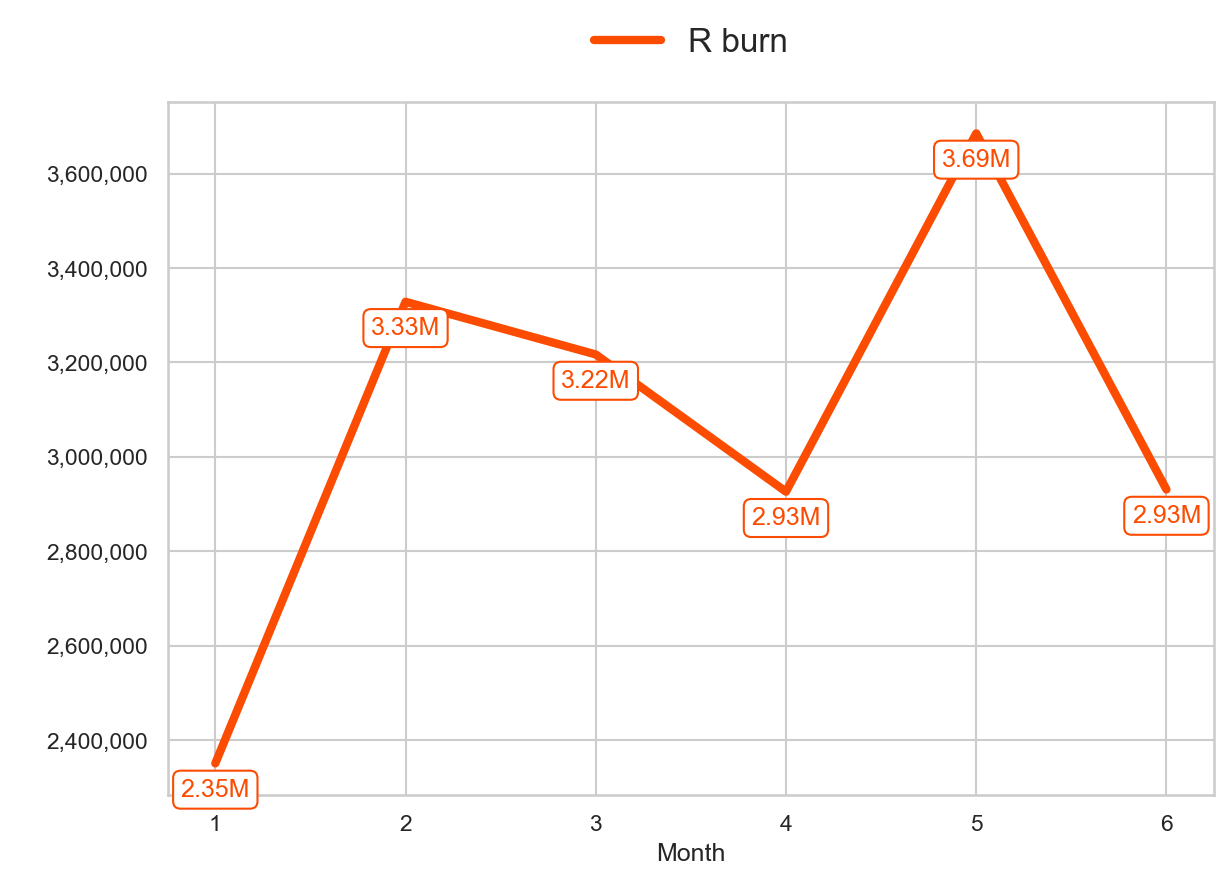 R burn
3,600,000
3,400,000
3,200,000
3,000,000
2,800,000
2,600,000
2,400,000
2.35M
3.33M
3.22M
2.93M
3.69M
2.93M
1 2 3 4 5 6
Month